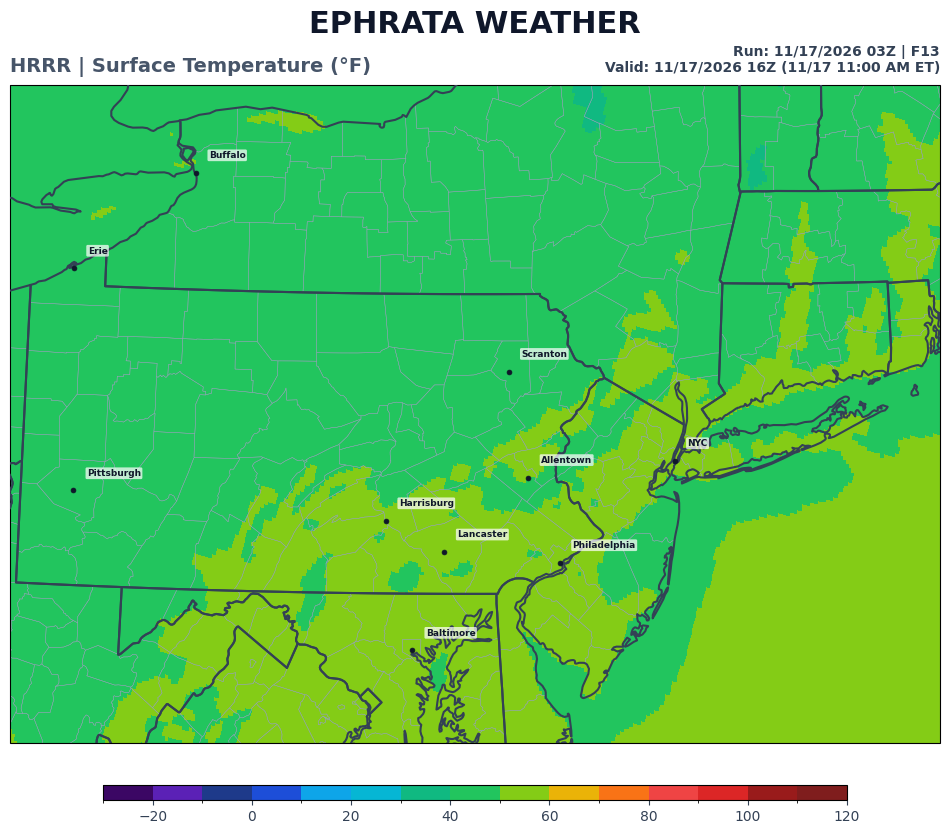 EPHRATA WEATHER
HRRR | Surface Temperature (°F)
Run: 11/17/2026 03Z | F13
Valid: 11/17/2026 16Z (11/17 11:00 AM ET)
Buffalo
Erie
Scranton
NYC
Allentown
Pittsburgh
Harrisburg
Lancaster
Philadelphia
Baltimore
−20 0 20 40 60 80 100 120